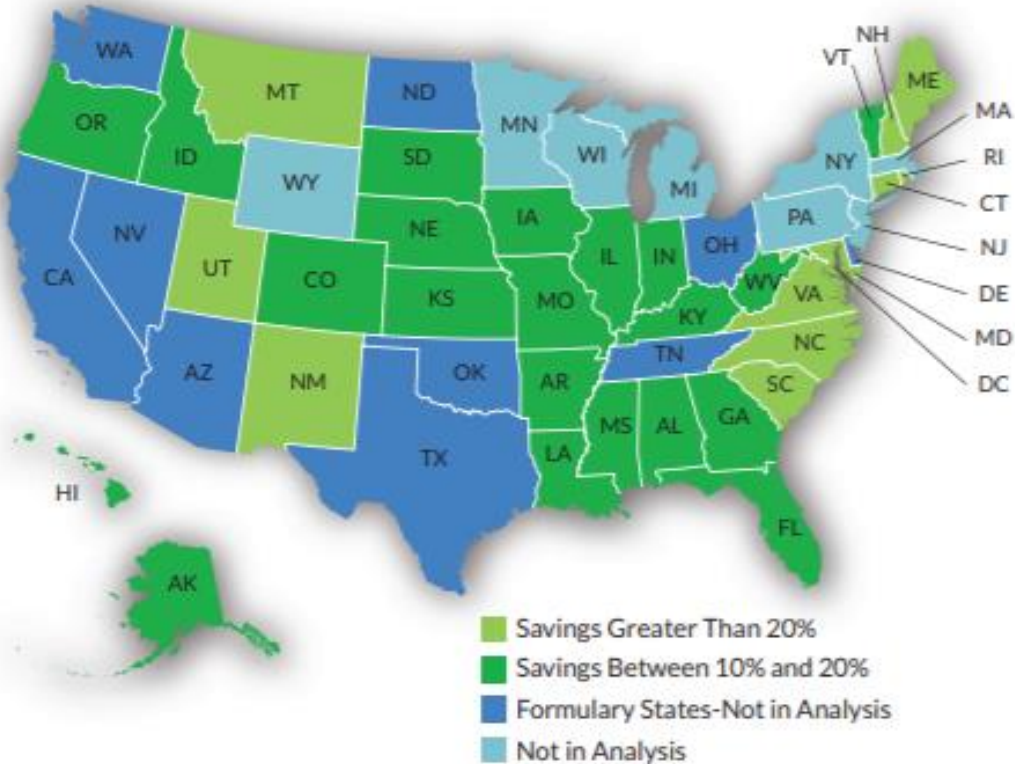 NH
VT
WA
ME
MT
ND
MA
OR
MN
RI
ID
SD
WI
NY
WY
MI
CT
IA
PA
NE
NJ
NV
OH
IL
IN
UT
CO
WV
CA
DE
KS
MO
VA
KY
MD
NC
TN
AZ
OK
NM
AR
SC
DC
MS
AL
GA
LA
TX
HI
FL
AK
Savings Greater Than 20%
Savings Between 10% and 20%
Formulary States-Not in Analysis
Not in Analysis